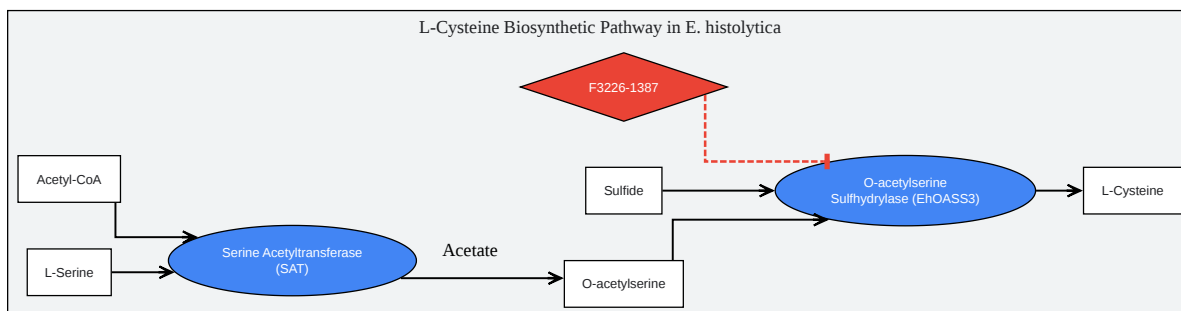 L-Cysteine Biosynthetic Pathway in E. histolytica
F3226-1387
Acetyl-CoA
L-Serine
Serine Acetyltransferase
(SAT)
Acetate
O-acetylserine
Sulfide
O-acetylserine
Sulfhydrylase (EhOASS3)
L-Cysteine